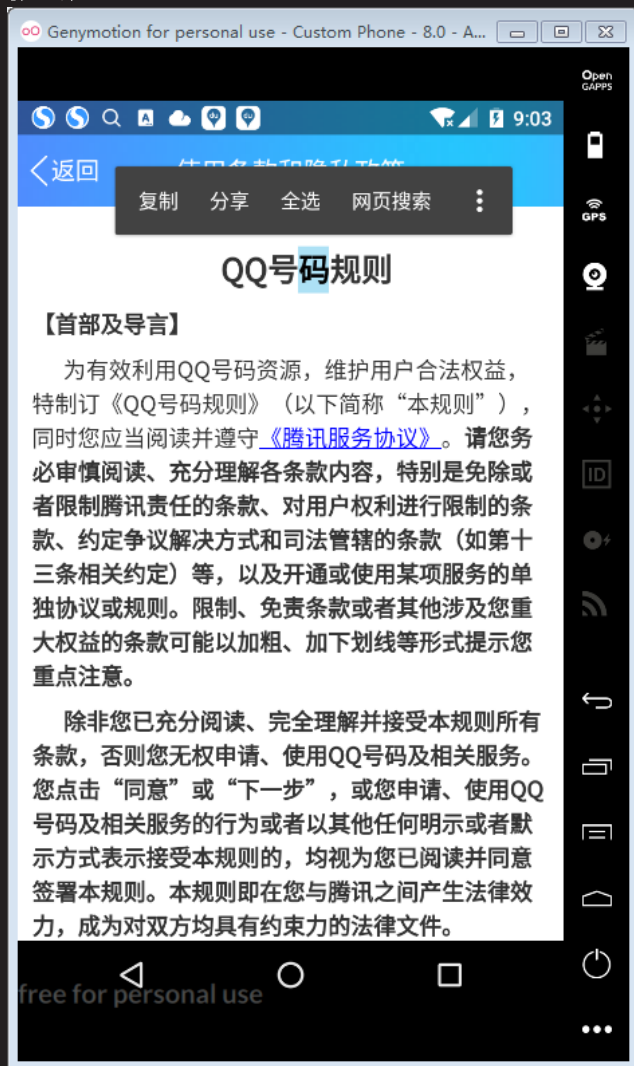 Genymotion for personal use - Custom Phone - 8.0 - A...
Open
GAPPS
9:03
返回
使用条款和隐私政策
复制 分享 全选 网页搜索
GPS
QQ号码规则
【首部及导言】
为有效利用QQ号码资源，维护用户合法权益，
特制订《QQ号码规则》（以下简称“本规则”），
同时您应当阅读并遵守《腾讯服务协议》。请您务
必审慎阅读、充分理解各条款内容，特别是免除或
者限制腾讯责任的条款、对用户权利进行限制的条
款、约定争议解决方式和司法管辖的条款（如第十
三条相关约定）等，以及开通或使用某项服务的单
独协议或规则。限制、免责条款或者其他涉及您重
大权益的条款可能以加粗、加下划线等形式提示您
重点注意。
ID
除非您已充分阅读、完全理解并接受本规则所有
条款，否则您无权申请、使用QQ号码及相关服务。
您点击“同意”或“下一步”，或您申请、使用QQ
号码及相关服务的行为或者以其他任何明示或者默
示方式表示接受本规则的，均视为您已阅读并同意
签署本规则。本规则即在您与腾讯之间产生法律效
力，成为对双方均具有约束力的法律文件。
free for personal use